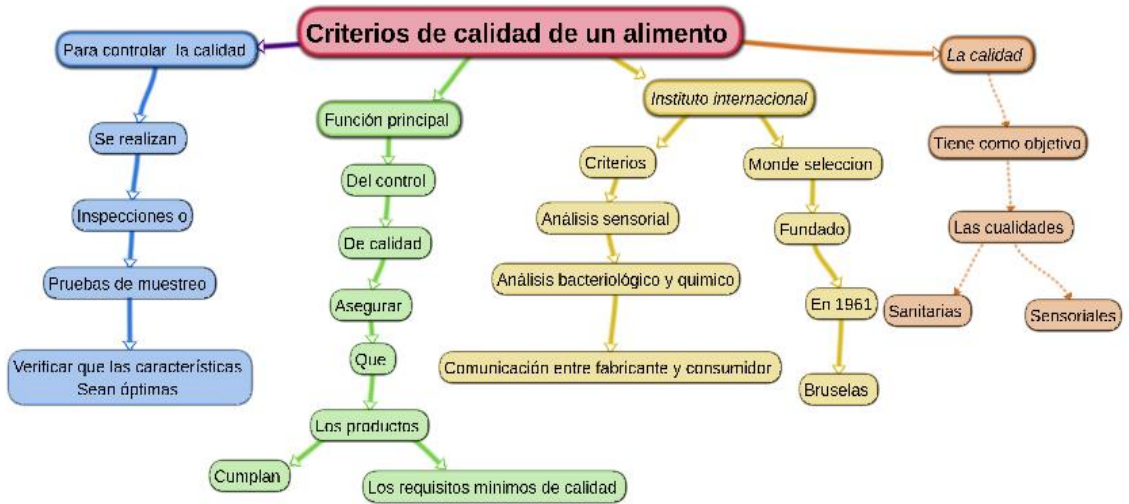 Criterios de calidad de un alimento
Para controlar la calidad
Se realizan
Inspecciones o
Pruebas de muestreo
Verificar que las características
Sean óptimas
Función principal
Del control
De calidad
Asegurar
Que
Los productos
Cumplan
Los requisitos mínimos de calidad
Instituto internacional
Criterios
Análisis sensorial
Análisis bacteriológico y quimico
Comunicación entre fabricante y consumidor
Monde seleccion
Fundado
En 1961
Bruselas
La calidad
Tiene como objetivo
Las cualidades
Sanitarias
Sensoriales